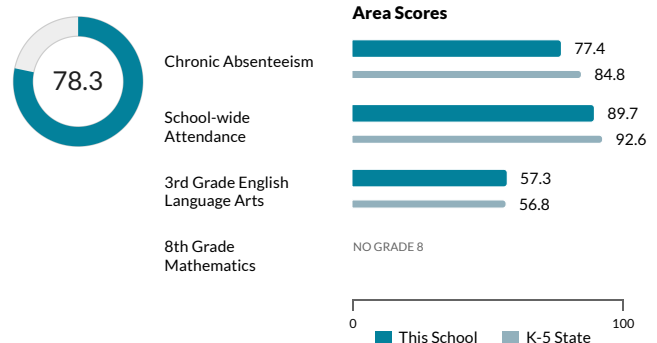 Area Scores
78.3
Chronic Absenteeism
77.4
84.8
School-wide
Attendance
89.7
92.6
3rd Grade English
Language Arts
57.3
56.8
8th Grade
Mathematics
NO GRADE 8
0
100
This School
K-5 State